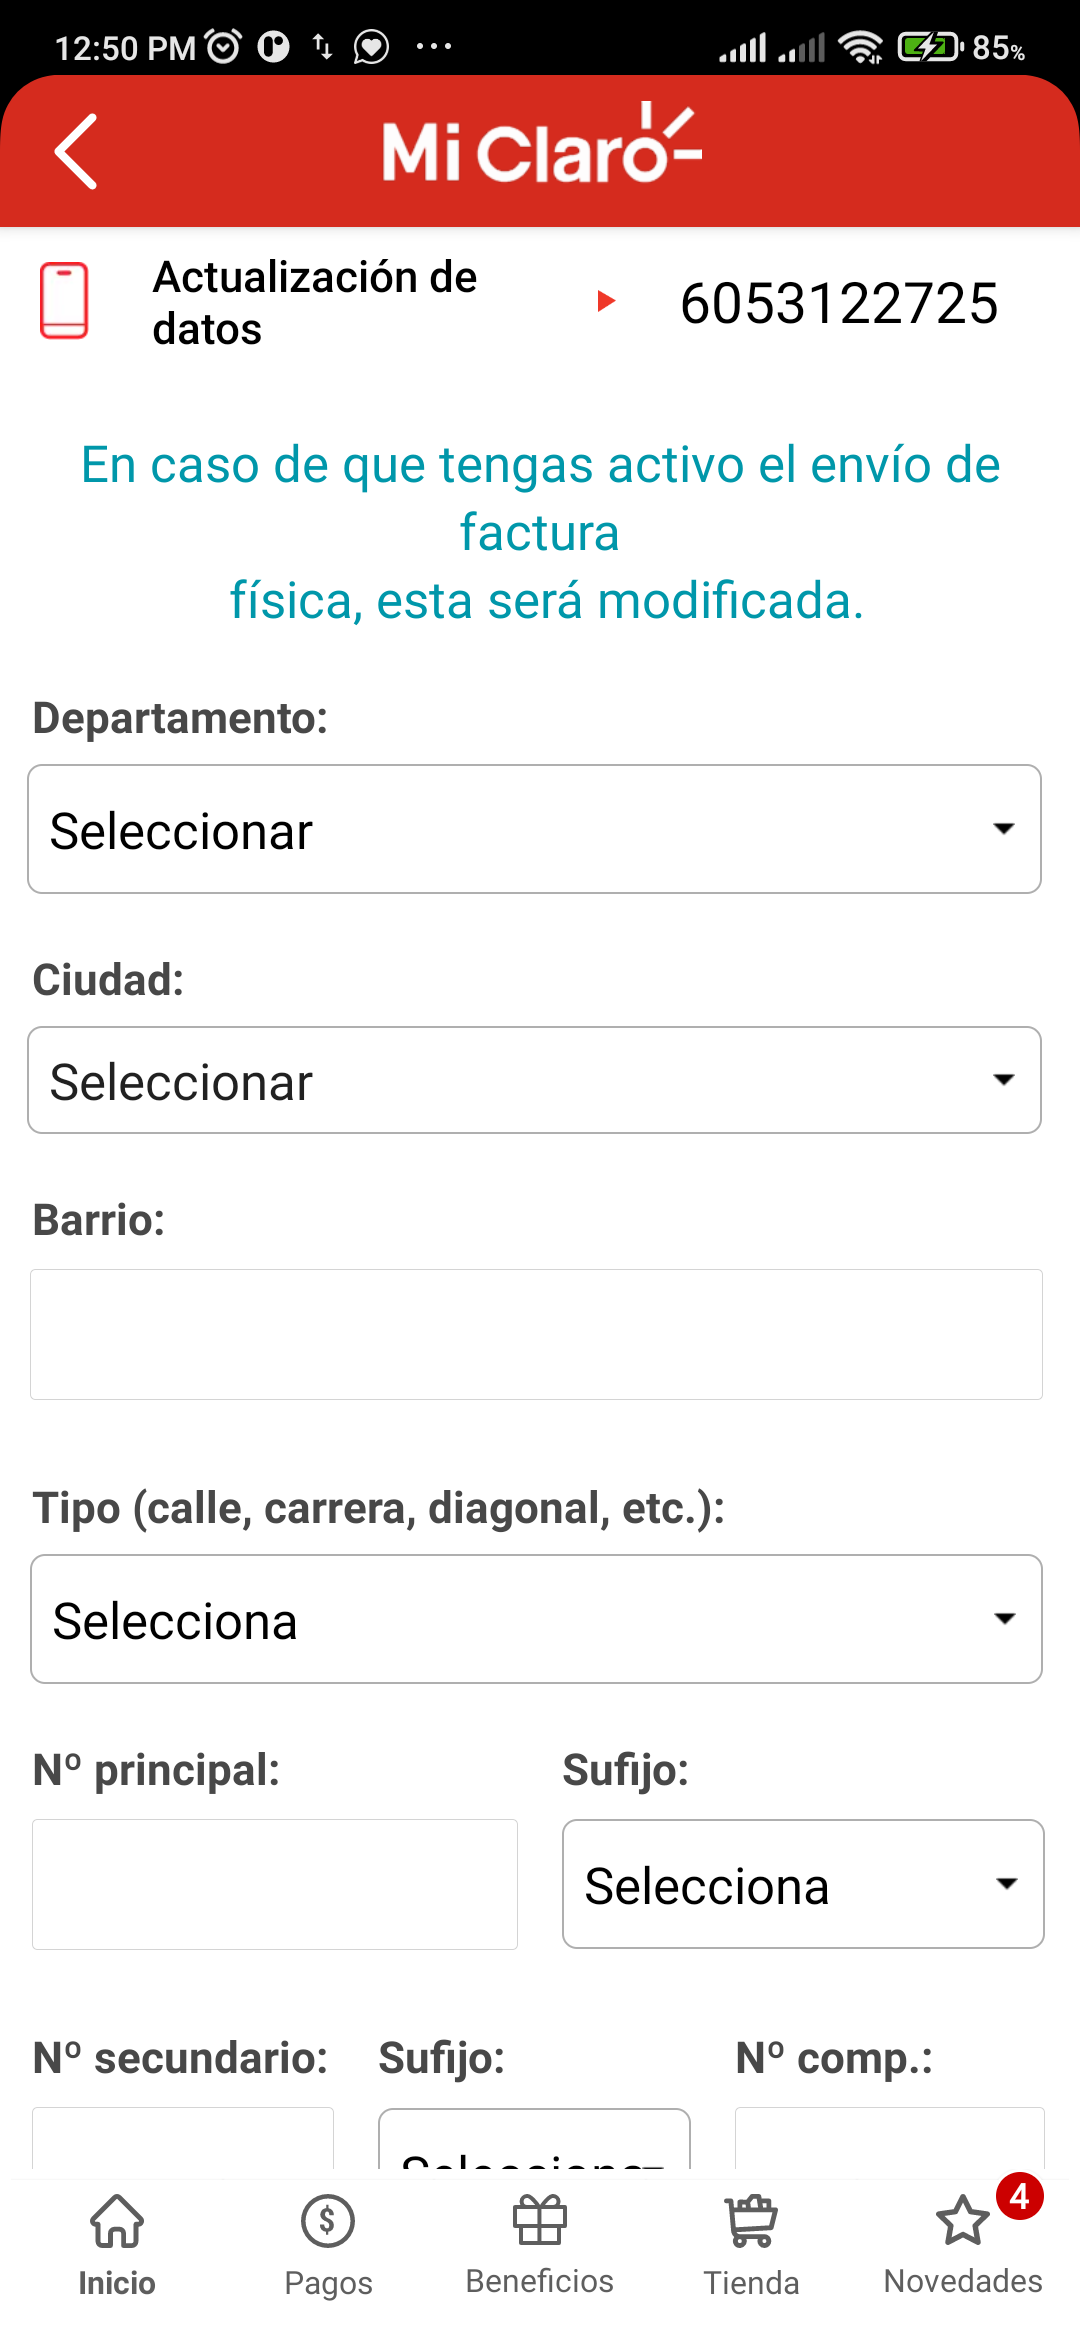 12:50 PM 85%
Mi Claro
Actualización de
datos
6053122725
En caso de que tengas activo el envío de
factura
física, esta será modificada.
Departamento:
Seleccionar
Ciudad:
Seleccionar
Barrio:
Tipo (calle, carrera, diagonal, etc.):
Selecciona
Nº principal: Sufijo:
Selecciona
Nº secundario: Sufijo: Nº comp.:
Selecciona
4
Inicio Pagos Beneficios Tienda Novedades